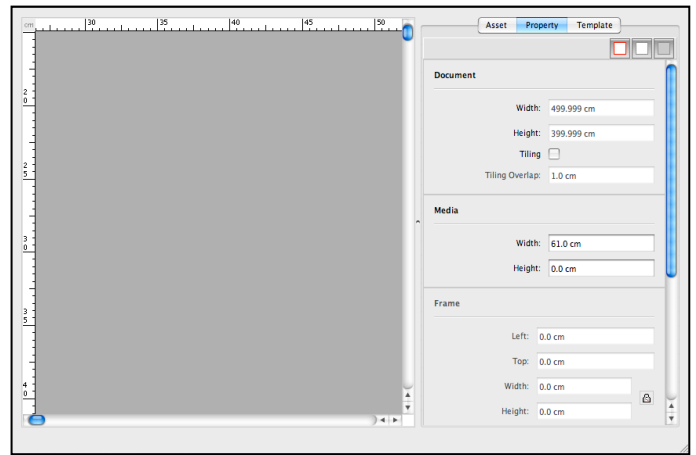 cm 30 35 40 45 50
Asset Property Template
Document
Width: 499.999 cm
Height: 399.999 cm
Tiling
Tiling Overlap: 1.0 cm
Media
Width: 61.0 cm
Height: 0.0 cm
Frame
Left: 0.0 cm
Top: 0.0 cm
Width: 0.0 cm
Height: 0.0 cm
2
0
2
5
3
0
3
5
4
0